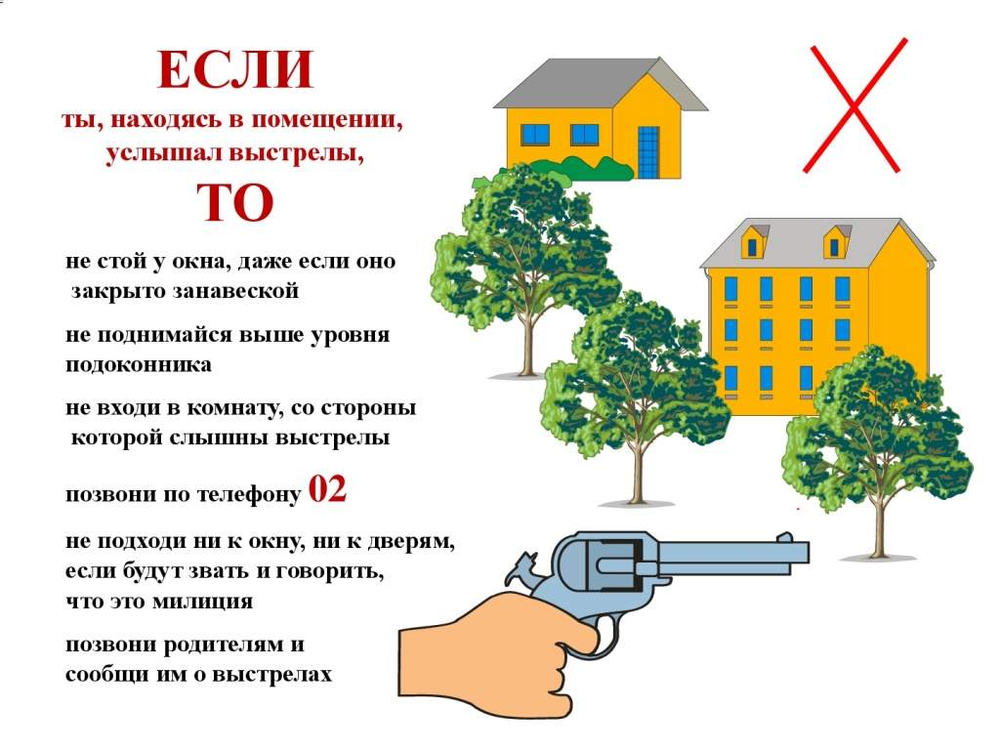 ЕСЛИ
ты, находясь в помещении,
услышал выстрелы,
ТО
не стой у окна, даже если оно
закрыто занавеской
не поднимайся выше уровня
подоконника
не входи в комнату, со стороны
которой слышны выстрелы
позвони по телефону 02
не подходи ни к окну, ни к дверям,
если будут звать и говорить,
что это милиция
позвони родителям и
сообщи им о выстрелах